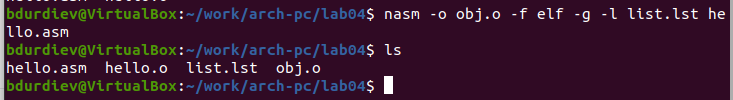 bdurdiev@VirtualBox:~/work/arch-pc/lab04$ nasm -o obj.o -f elf -g -l list.lst he
llo.asm
bdurdiev@VirtualBox:~/work/arch-pc/lab04$ ls
hello.asm  hello.o  list.lst  obj.o
bdurdiev@VirtualBox:~/work/arch-pc/lab04$